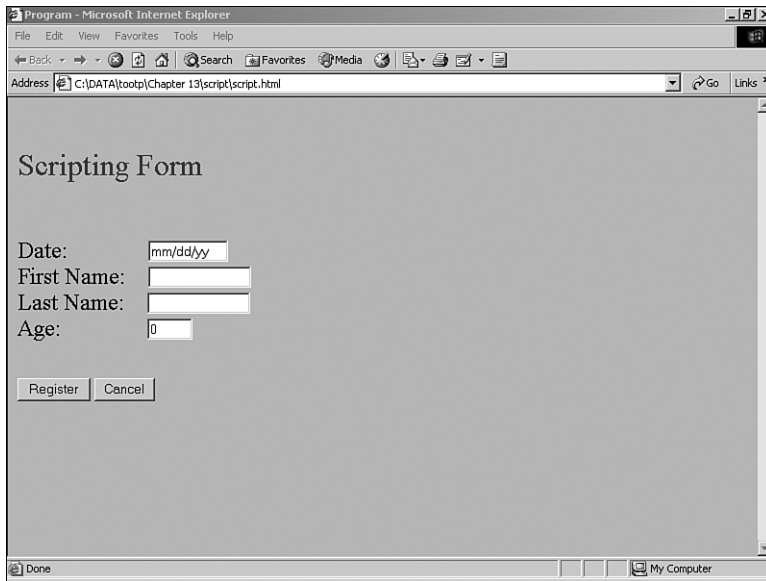 Program - Microsoft Internet Explorer
File Edit View Favorites Tools Help
Back Search Favorites Media
Address C:\DATA\tootp\Chapter 13\script\script.html Go Links
Scripting Form
Date: mm/dd/yy
First Name:
Last Name:
Age: 0
Register Cancel
Done My Computer